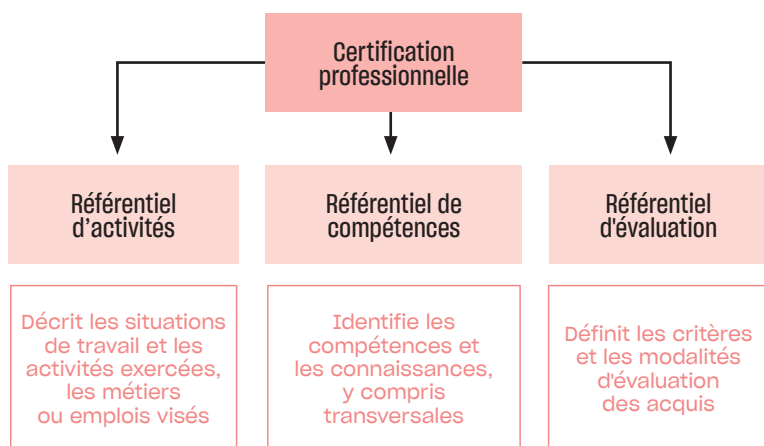 Certification
professionnelle
Référentiel
d’activités
Référentiel de
compétences
Référentiel
d'évaluation
Décrit les situations
de travail et les
activités exercées,
les métiers
ou emplois visés
Identifie les
compétences et
les connaissances,
y compris
transversales
Définit les critères
et les modalités
d'évaluation
des acquis